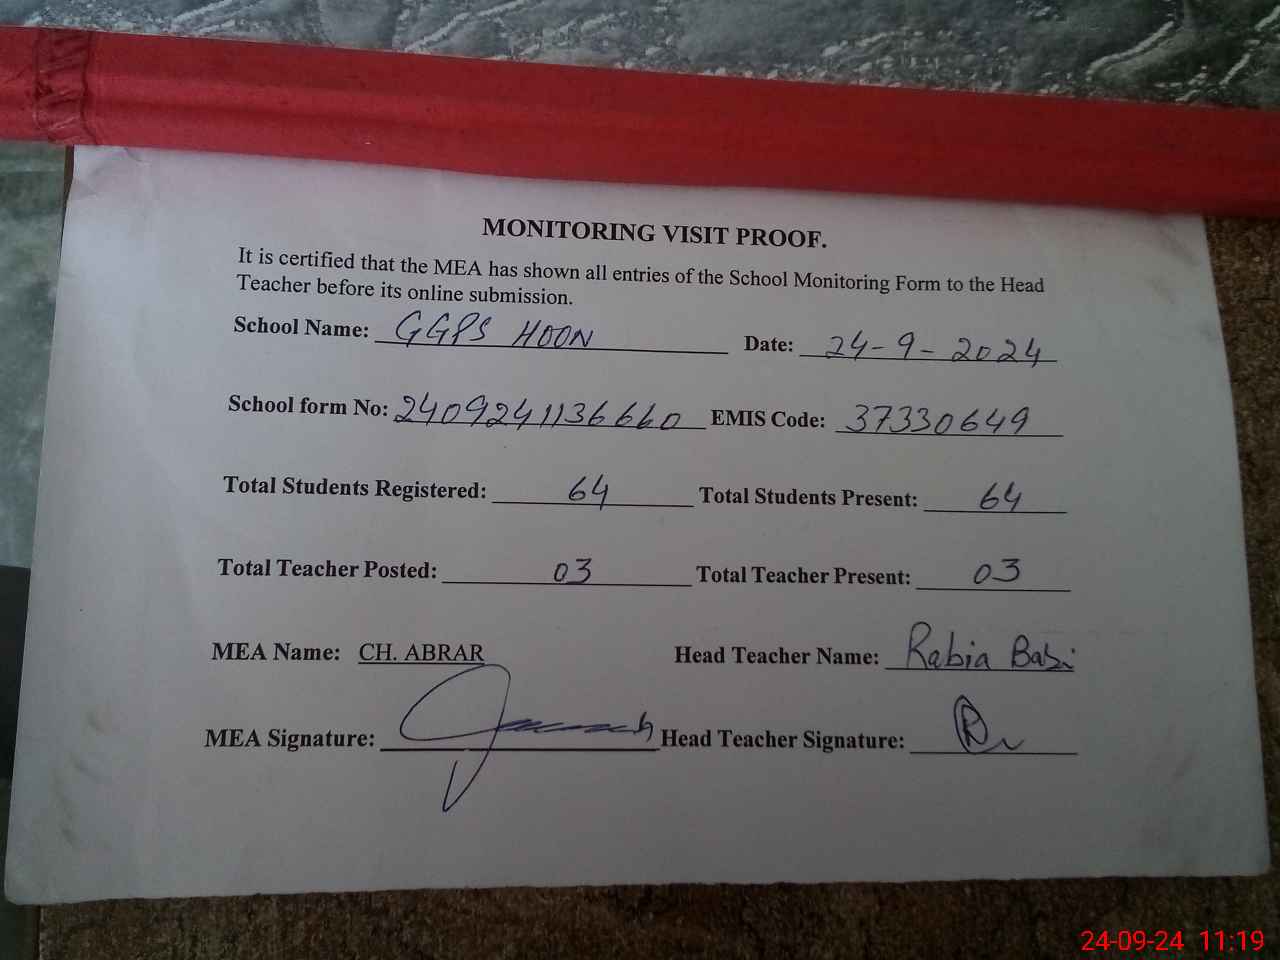 MONITORING VISIT PROOF.
It is certified that the MEA has shown all entries of the School Monitoring Form to the Head
Teacher before its online submission.
School Name: GGPS HOON Date: 24-9-2024
School form No: 2409241136660 EMIS Code: 37330649
Total Students Registered: 64 Total Students Present: 64
Total Teacher Posted: 03 Total Teacher Present: 03
MEA Name: CH. ABRAR Head Teacher Name: Rabia Babi
MEA Signature: Head Teacher Signature:
24-09-24 11:19